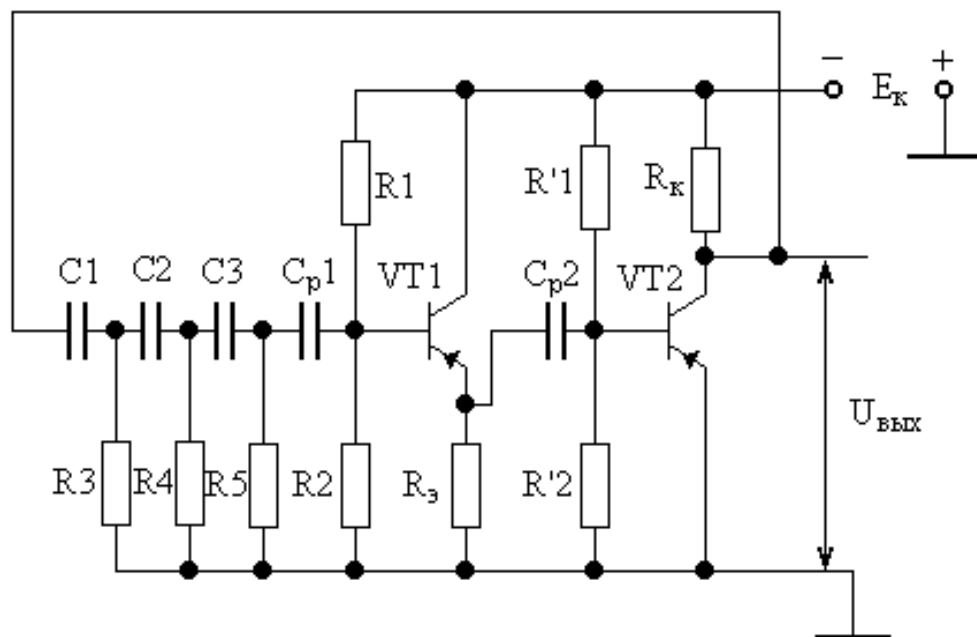 − Eк +
R1 R'1 Rк
C1 C2 C3 Cр1 VT1 Cр2 VT2
Uвых
R3 R4 R5 R2 Rэ R'2